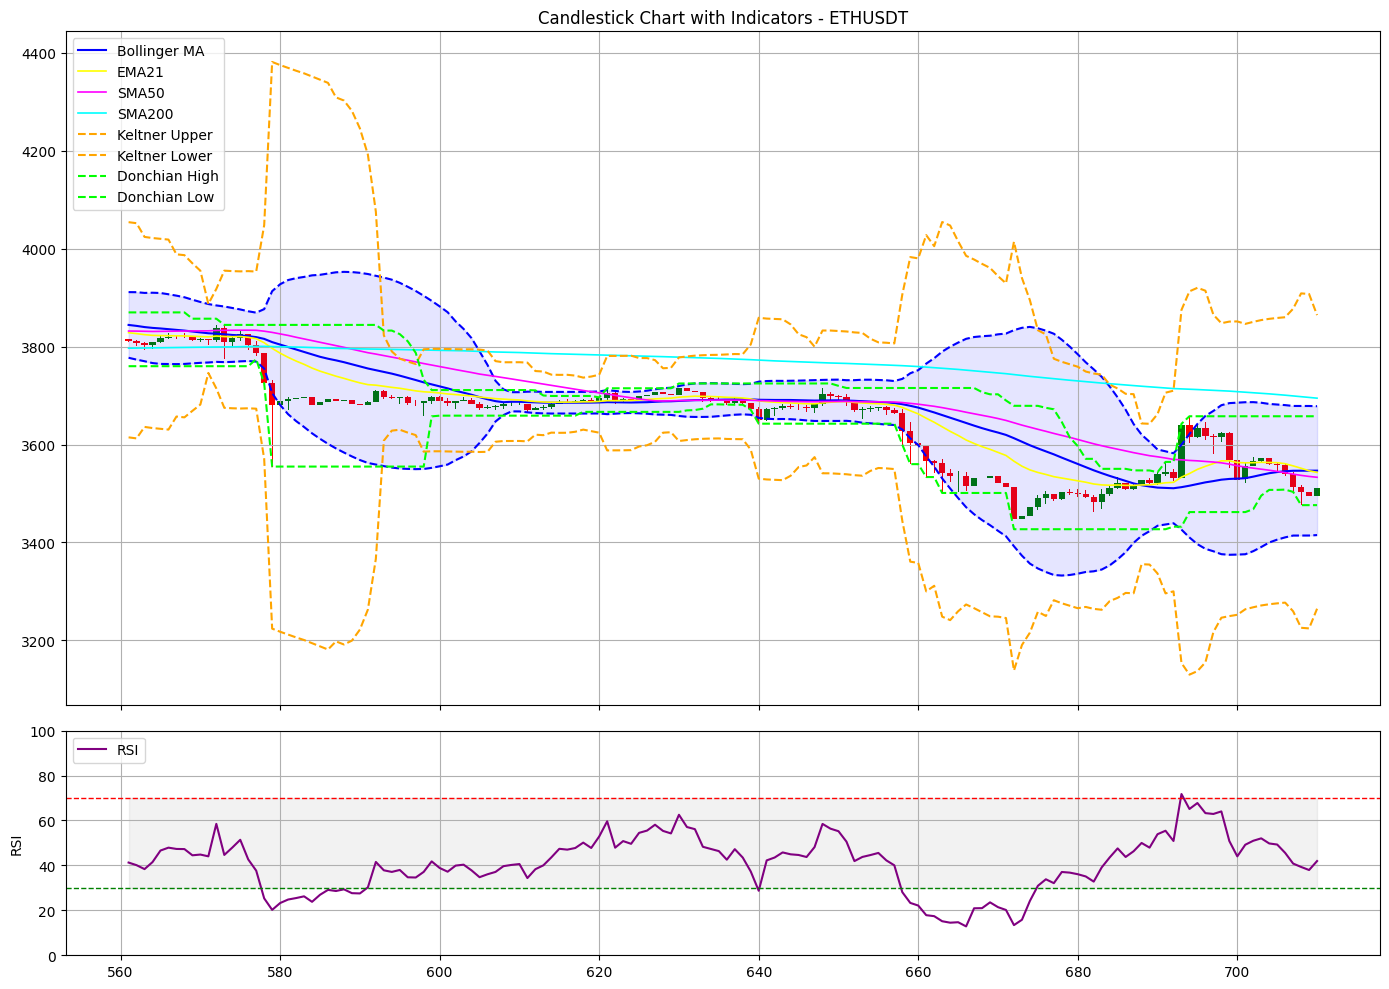 Candlestick Chart with Indicators - ETHUSDT
4400
4200
4000
3800
3600
3400
3200
Bollinger MA
EMA21
SMA50
SMA200
Keltner Upper
Keltner Lower
Donchian High
Donchian Low
100
80
60
40
20
0
RSI
RSI
560
580
600
620
640
660
680
700